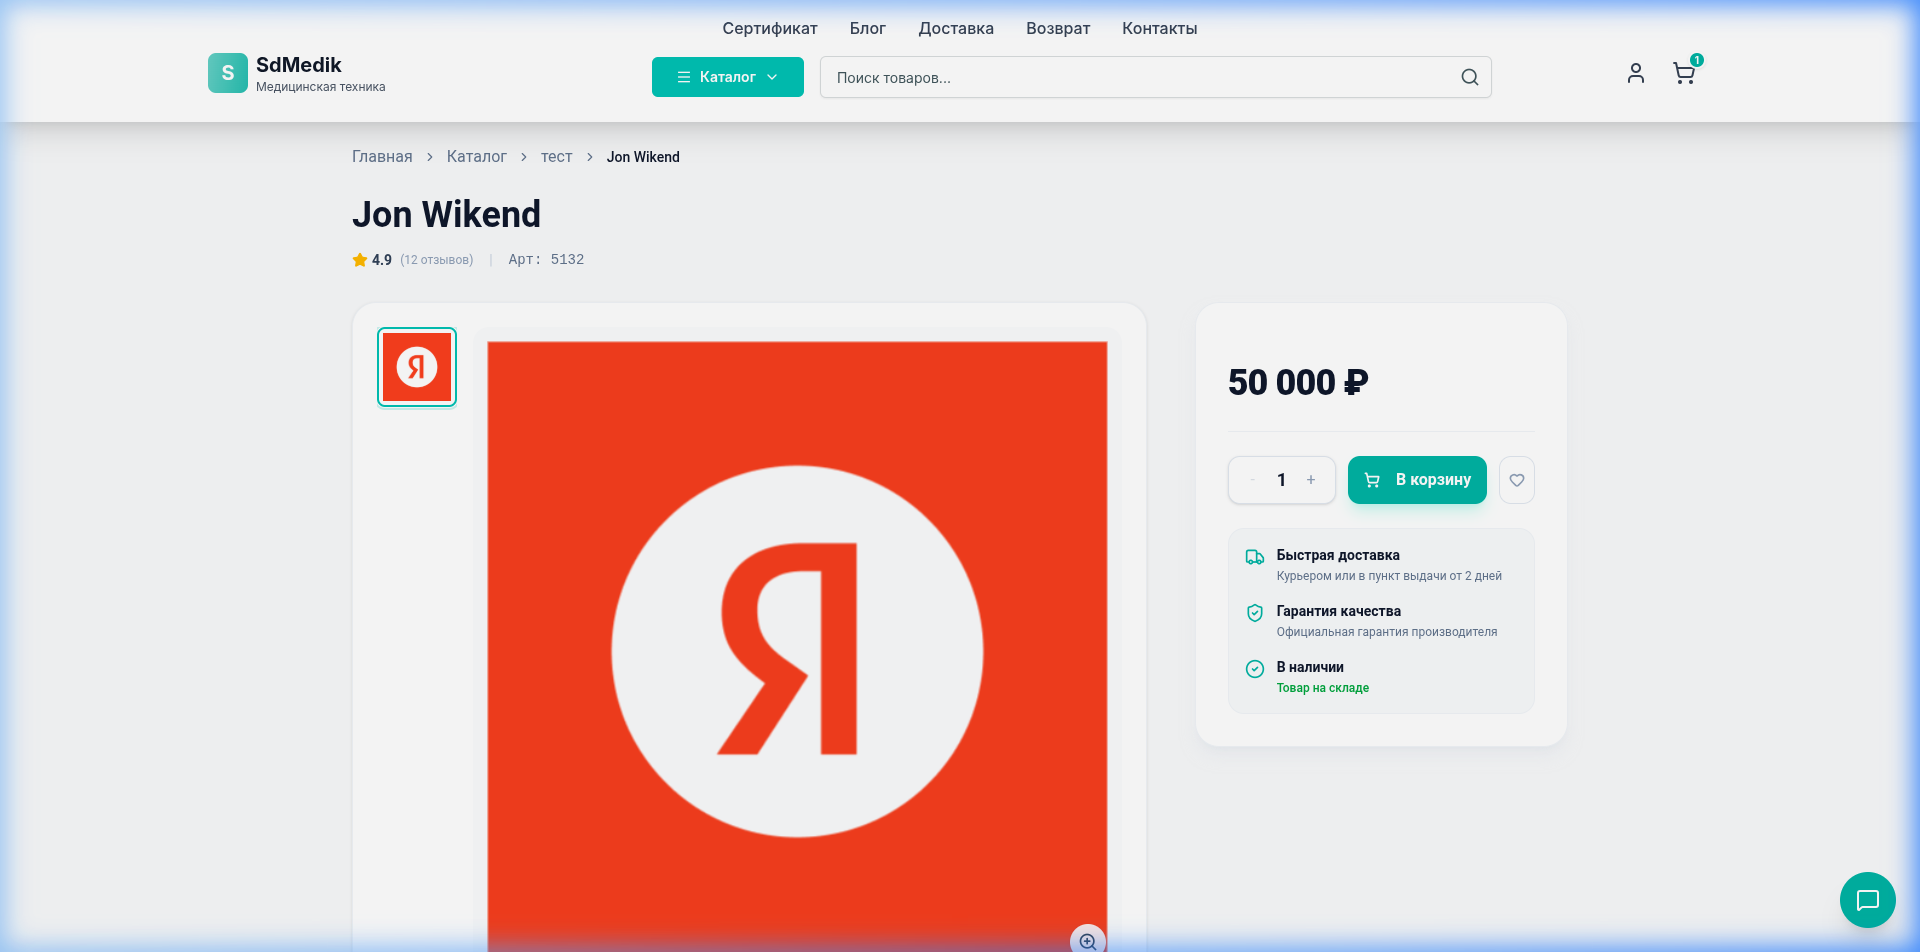 Сертификат Блог Доставка Возврат Контакты
S SdMedik
Медицинская техника
Каталог
Поиск товаров...
1
Главная > Каталог > тест > Jon Wikend
Jon Wikend
4.9 (12 отзывов) | Арт: 5132
Я
Я
50 000 ₽
- 1 +
В корзину
Быстрая доставка
Курьером или в пункт выдачи от 2 дней
Гарантия качества
Официальная гарантия производителя
В наличии
Товар на складе